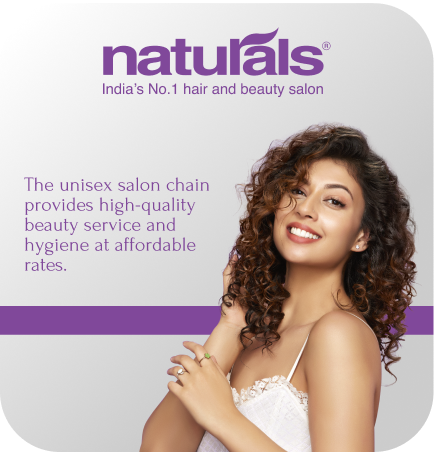 naturals®
India's No.1 hair and beauty salon
The unisex salon chain
provides high-quality
beauty service and
hygiene at affordable
rates.